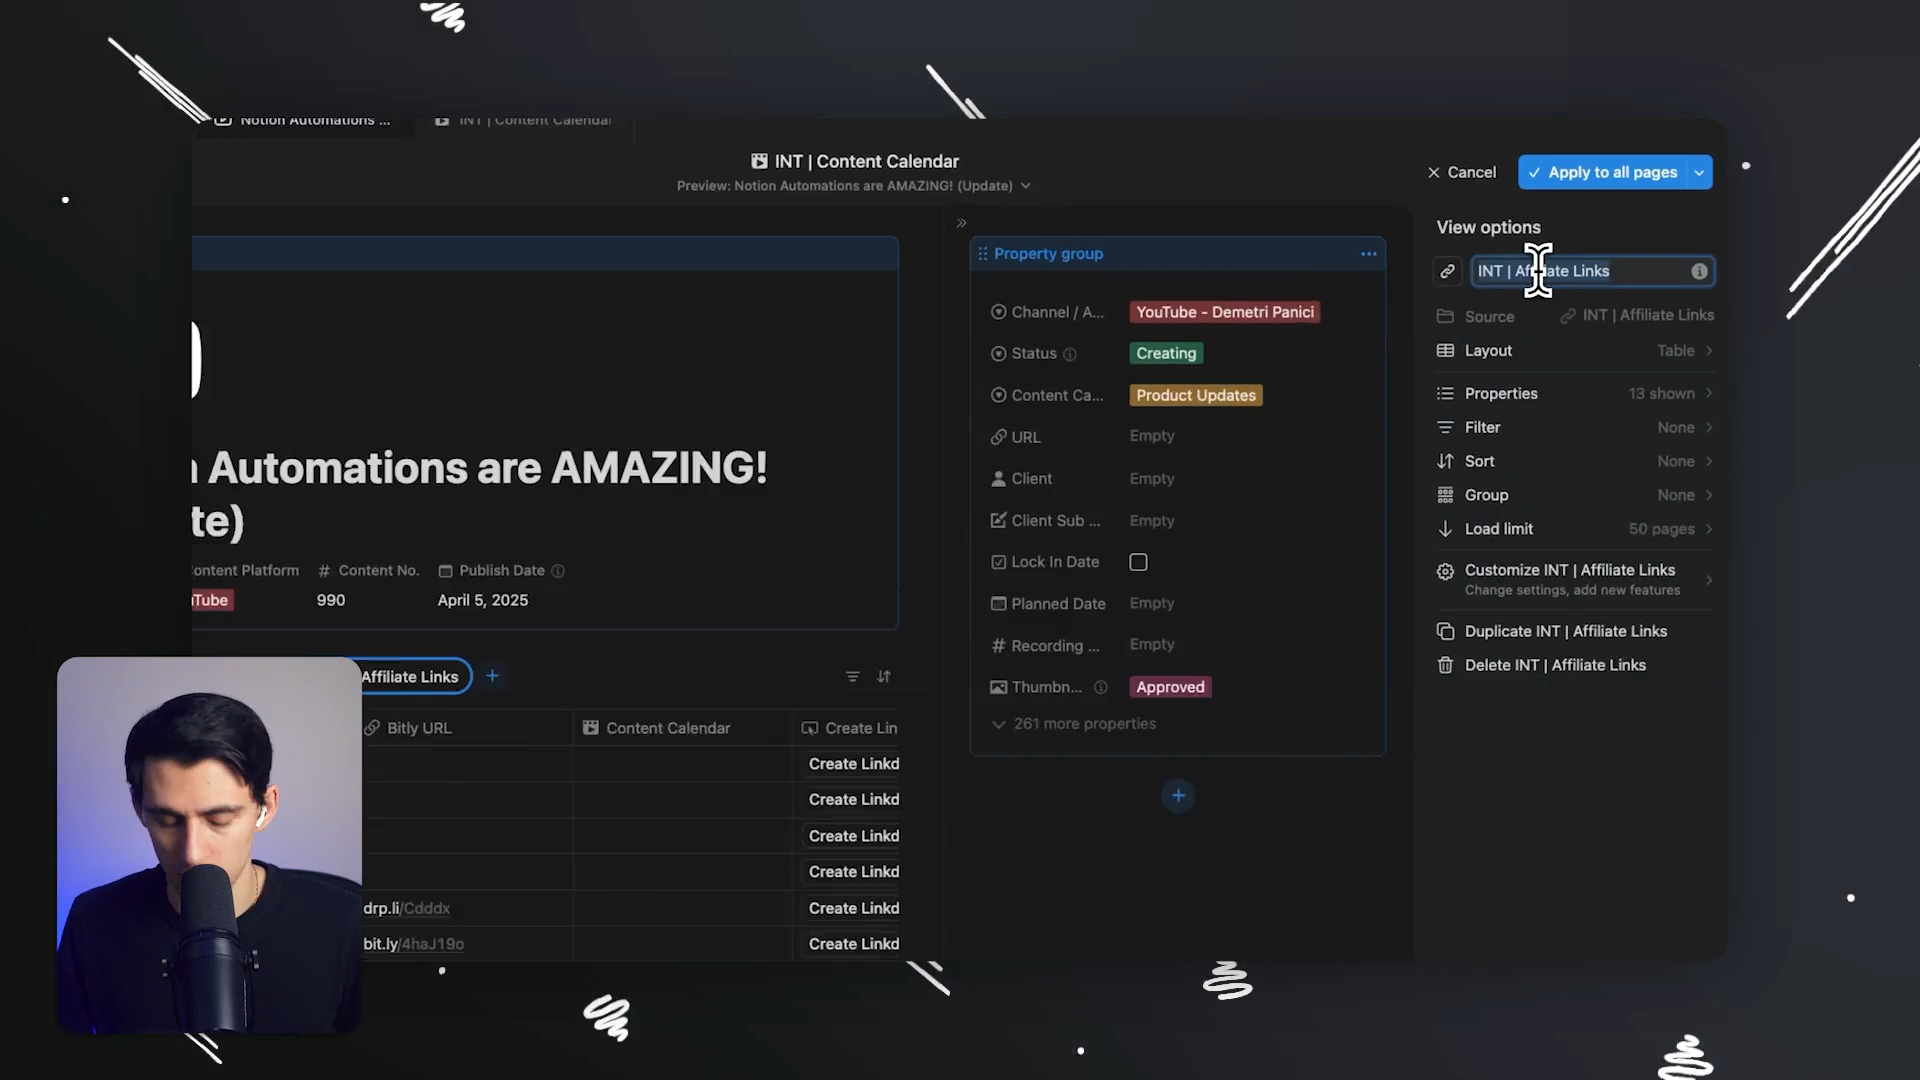 Notion Automations ...
INT | Content Calendar
INT | Content Calendar
Preview: Notion Automations are AMAZING! (Update)
Cancel
Apply to all pages
View options
INT | Affiliate Links
Source INT | Affiliate Links
Layout Table
Properties 13 shown
Filter None
Sort None
Group None
Load limit 50 pages
Customize INT | Affiliate Links
Change settings, add new features
Duplicate INT | Affiliate Links
Delete INT | Affiliate Links
Property group
Channel / A... YouTube - Demetri Panici
Status Creating
Content Ca... Product Updates
URL Empty
Client Empty
Client Sub ... Empty
Lock In Date
Planned Date Empty
# Recording ... Empty
Thumbn... Approved
261 more properties
Automations are AMAZING!
te)
ontent Platform # Content No. Publish Date
Tube 990 April 5, 2025
Affiliate Links
Bitly URL Content Calendar Create Lin
Create Linkd
Create Linkd
Create Linkd
Create Linkd
drp.li/Cdddx Create Linkd
bit.ly/4haJ19o Create Linkd